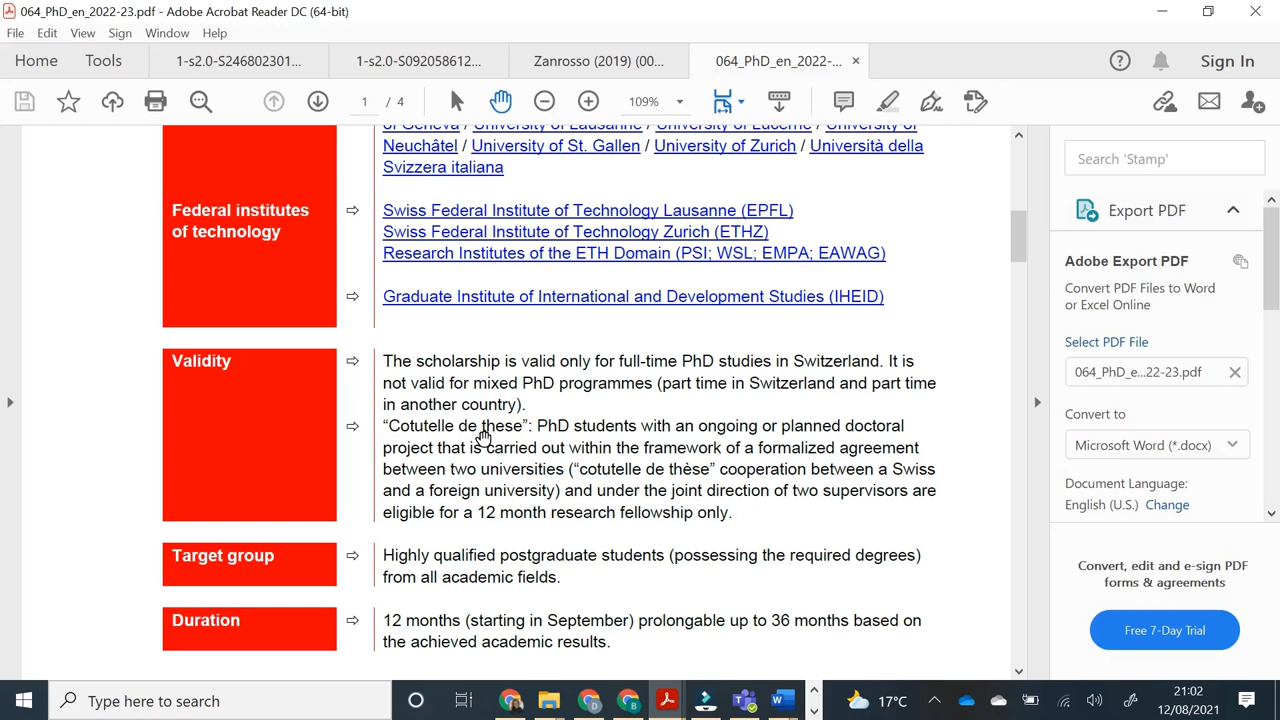 064_PhD_en_2022-23.pdf - Adobe Acrobat Reader DC (64-bit)
File Edit View Sign Window Help
Home Tools 1-s2.0-S246802301... 1-s2.0-S092058612... Zanrosso (2019) (00... 064_PhD_en_2022-... × Sign In
1 / 4 109%
of Geneva / University of Lausanne / University of Lucerne / University of
Neuchâtel / University of St. Gallen / University of Zurich / Università della
Svizzera italiana
Federal institutes
of technology
⇨ Swiss Federal Institute of Technology Lausanne (EPFL)
Swiss Federal Institute of Technology Zurich (ETHZ)
Research Institutes of the ETH Domain (PSI; WSL; EMPA; EAWAG)
⇨ Graduate Institute of International and Development Studies (IHEID)
Validity
⇨ The scholarship is valid only for full-time PhD studies in Switzerland. It is
not valid for mixed PhD programmes (part time in Switzerland and part time
in another country).
⇨ “Cotutelle de these”: PhD students with an ongoing or planned doctoral
project that is carried out within the framework of a formalized agreement
between two universities (“cotutelle de thèse” cooperation between a Swiss
and a foreign university) and under the joint direction of two supervisors are
eligible for a 12 month research fellowship only.
Target group
⇨ Highly qualified postgraduate students (possessing the required degrees)
from all academic fields.
Duration
⇨ 12 months (starting in September) prolongable up to 36 months based on
the achieved academic results.
Search 'Stamp'
Export PDF
Adobe Export PDF
Convert PDF Files to Word
or Excel Online
Select PDF File
064_PhD_e...22-23.pdf
Convert to
Microsoft Word (*.docx)
Document Language:
English (U.S.) Change
Convert, edit and e-sign PDF
forms & agreements
Free 7-Day Trial
Type here to search
17°C
21:02
12/08/2021